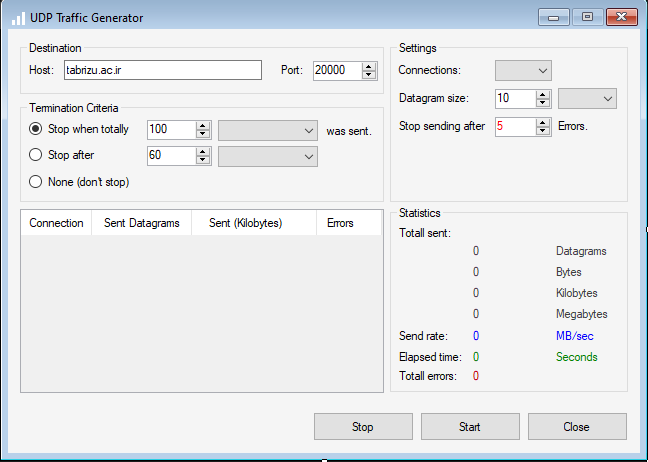 UDP Traffic Generator
Destination
Host: tabrizu.ac.ir Port: 20000
Termination Criteria
Stop when totally 100 was sent.
Stop after 60
None (don't stop)
Connection Sent Datagrams Sent (Kilobytes) Errors
Settings
Connections:
Datagram size: 10
Stop sending after 5 Errors.
Statistics
Totall sent:
0 Datagrams
0 Bytes
0 Kilobytes
0 Megabytes
Send rate: 0 MB/sec
Elapsed time: 0 Seconds
Totall errors: 0
Stop Start Close